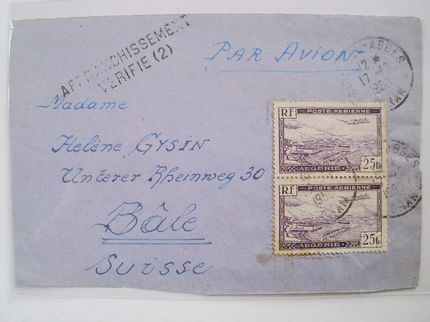 AFFRANCHISSEMENT
VERIFIE (2)
PAR AVION
Madame
Hélène GYSIN
Unterer Rheinweg 30
Bâle
Suisse
RF POSTE AERIENNE
25F
ALGERIE
RF POSTE AERIENNE
25F
ALGERIE